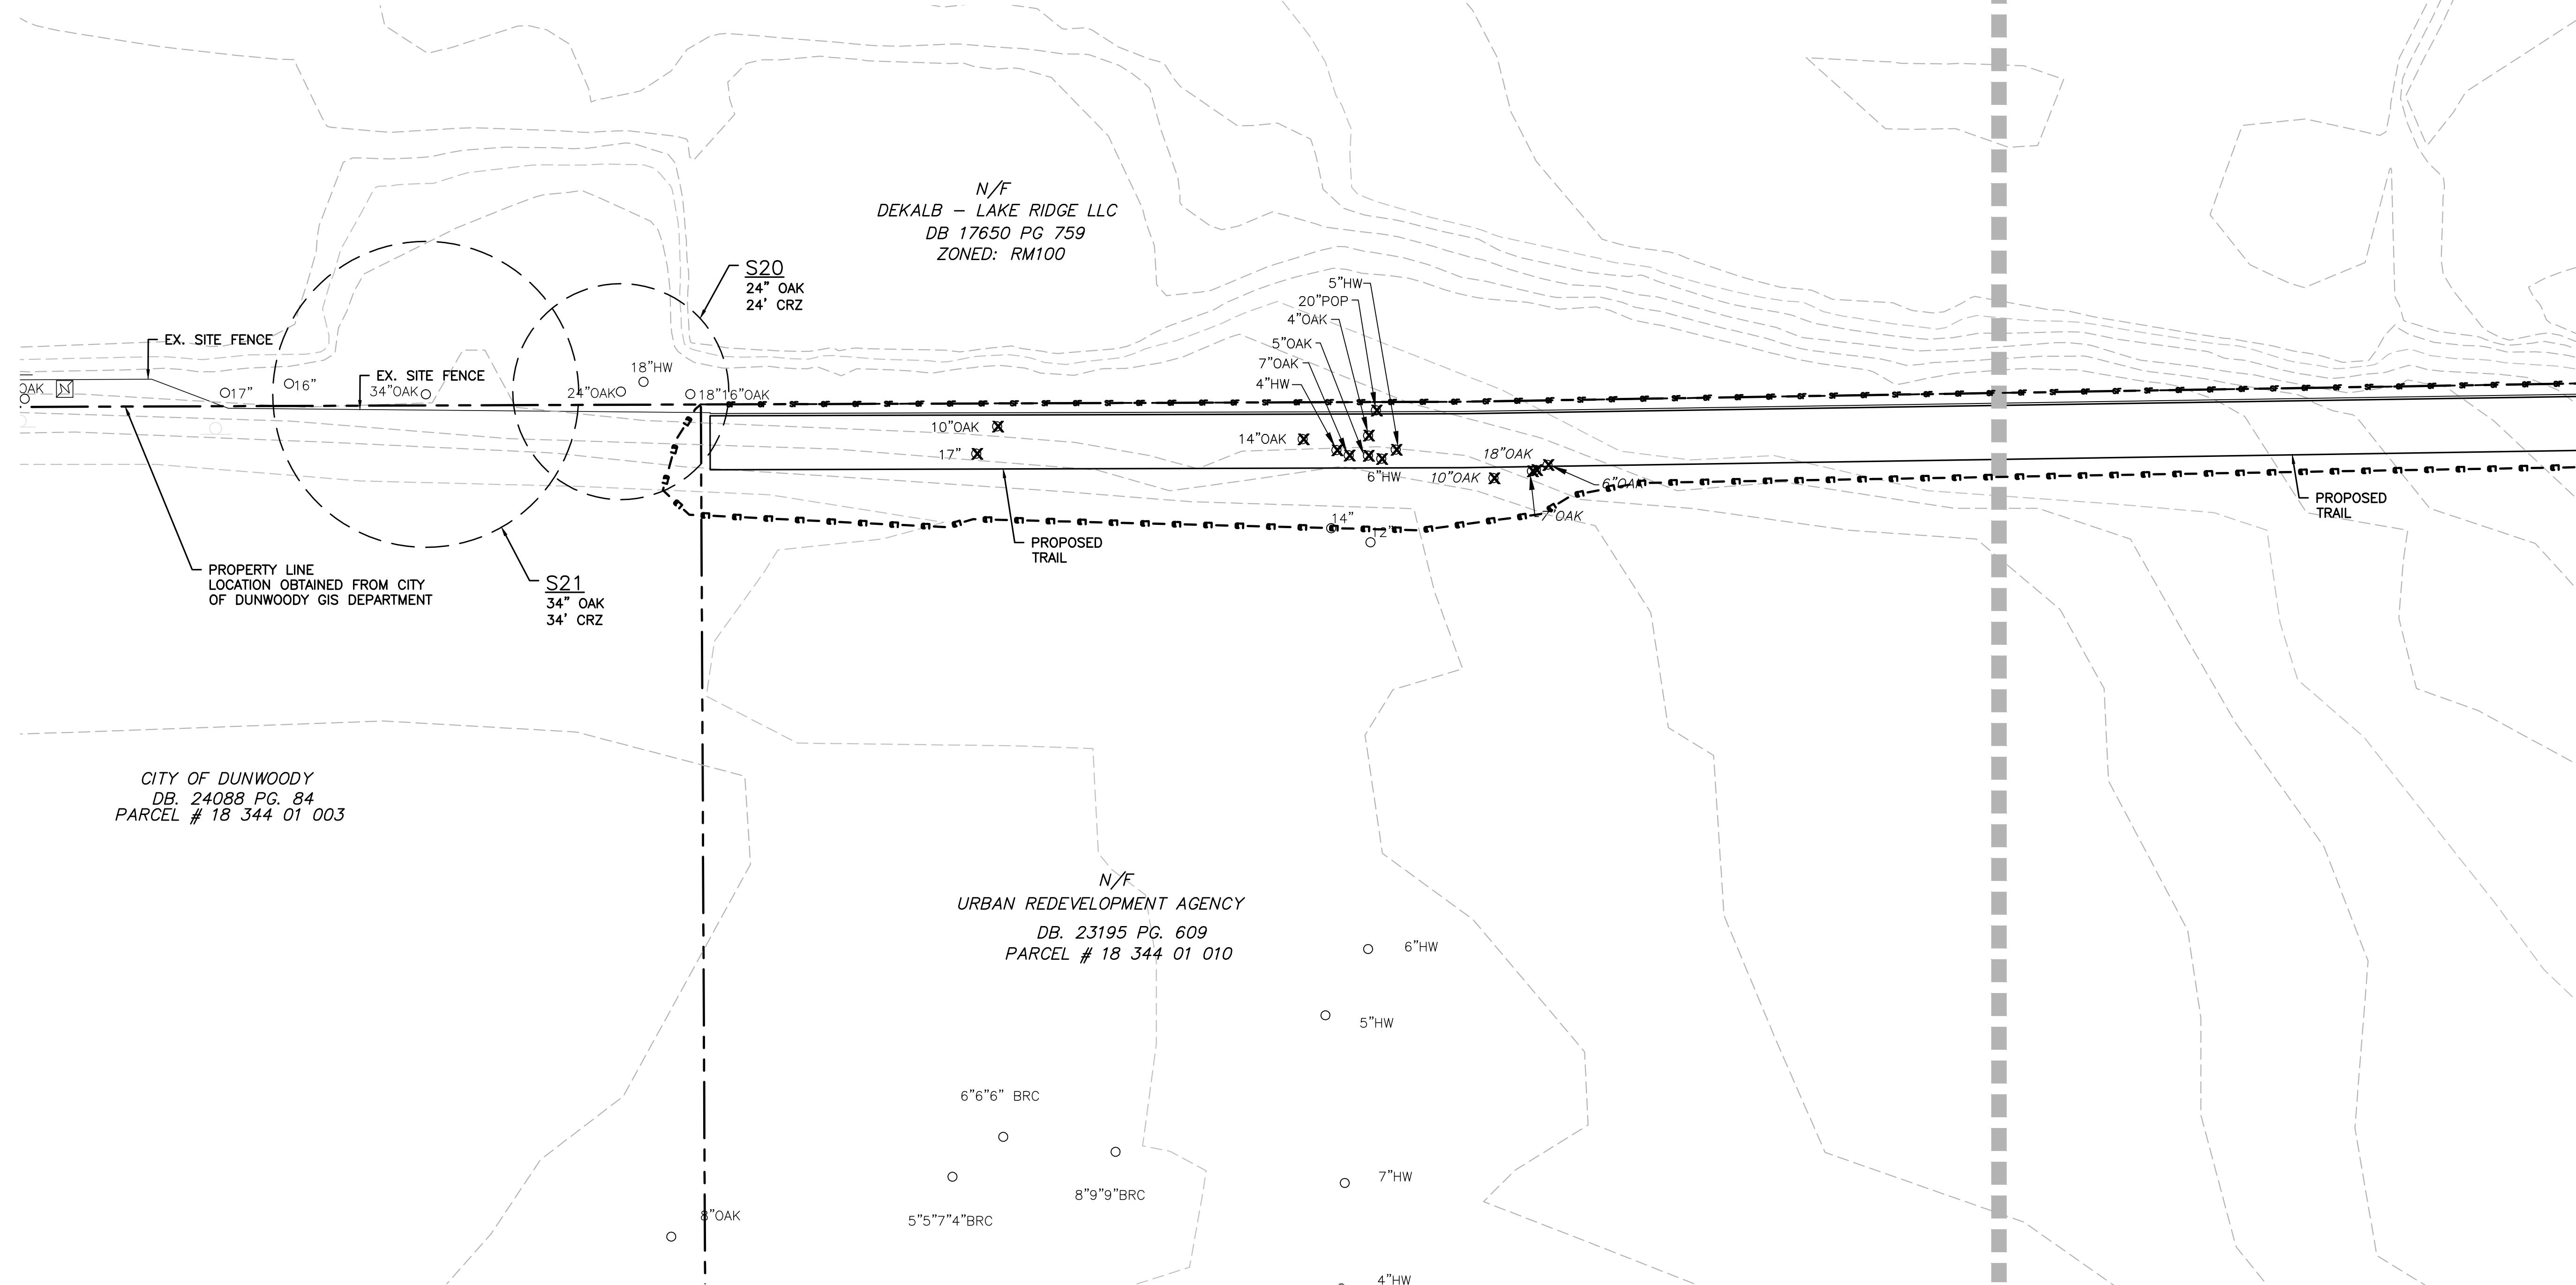 N/F
DEKALB – LAKE RIDGE LLC
DB 17650 PG 759
ZONED: RM100
S20
24" OAK
24' CRZ
5"HW
20"POP
4"OAK
5"OAK
7"OAK
4"HW
EX. SITE FENCE
EX. SITE FENCE
OAK
17"
16"
34"OAK
24"OAK
18"HW
18"16"OAK
10"OAK
17"
14"OAK
18"OAK
6"HW
10"OAK
6"OAK
7"OAK
14"
12"
PROPOSED
TRAIL
PROPOSED
TRAIL
PROPERTY LINE
LOCATION OBTAINED FROM CITY
OF DUNWOODY GIS DEPARTMENT
S21
34" OAK
34' CRZ
CITY OF DUNWOODY
DB. 24088 PG. 84
PARCEL # 18 344 01 003
N/F
URBAN REDEVELOPMENT AGENCY
DB. 23195 PG. 609
PARCEL # 18 344 01 010
6"HW
5"HW
6"6"6" BRC
8"9"9"BRC
7"HW
5"5"7"4"BRC
8"OAK
4"HW